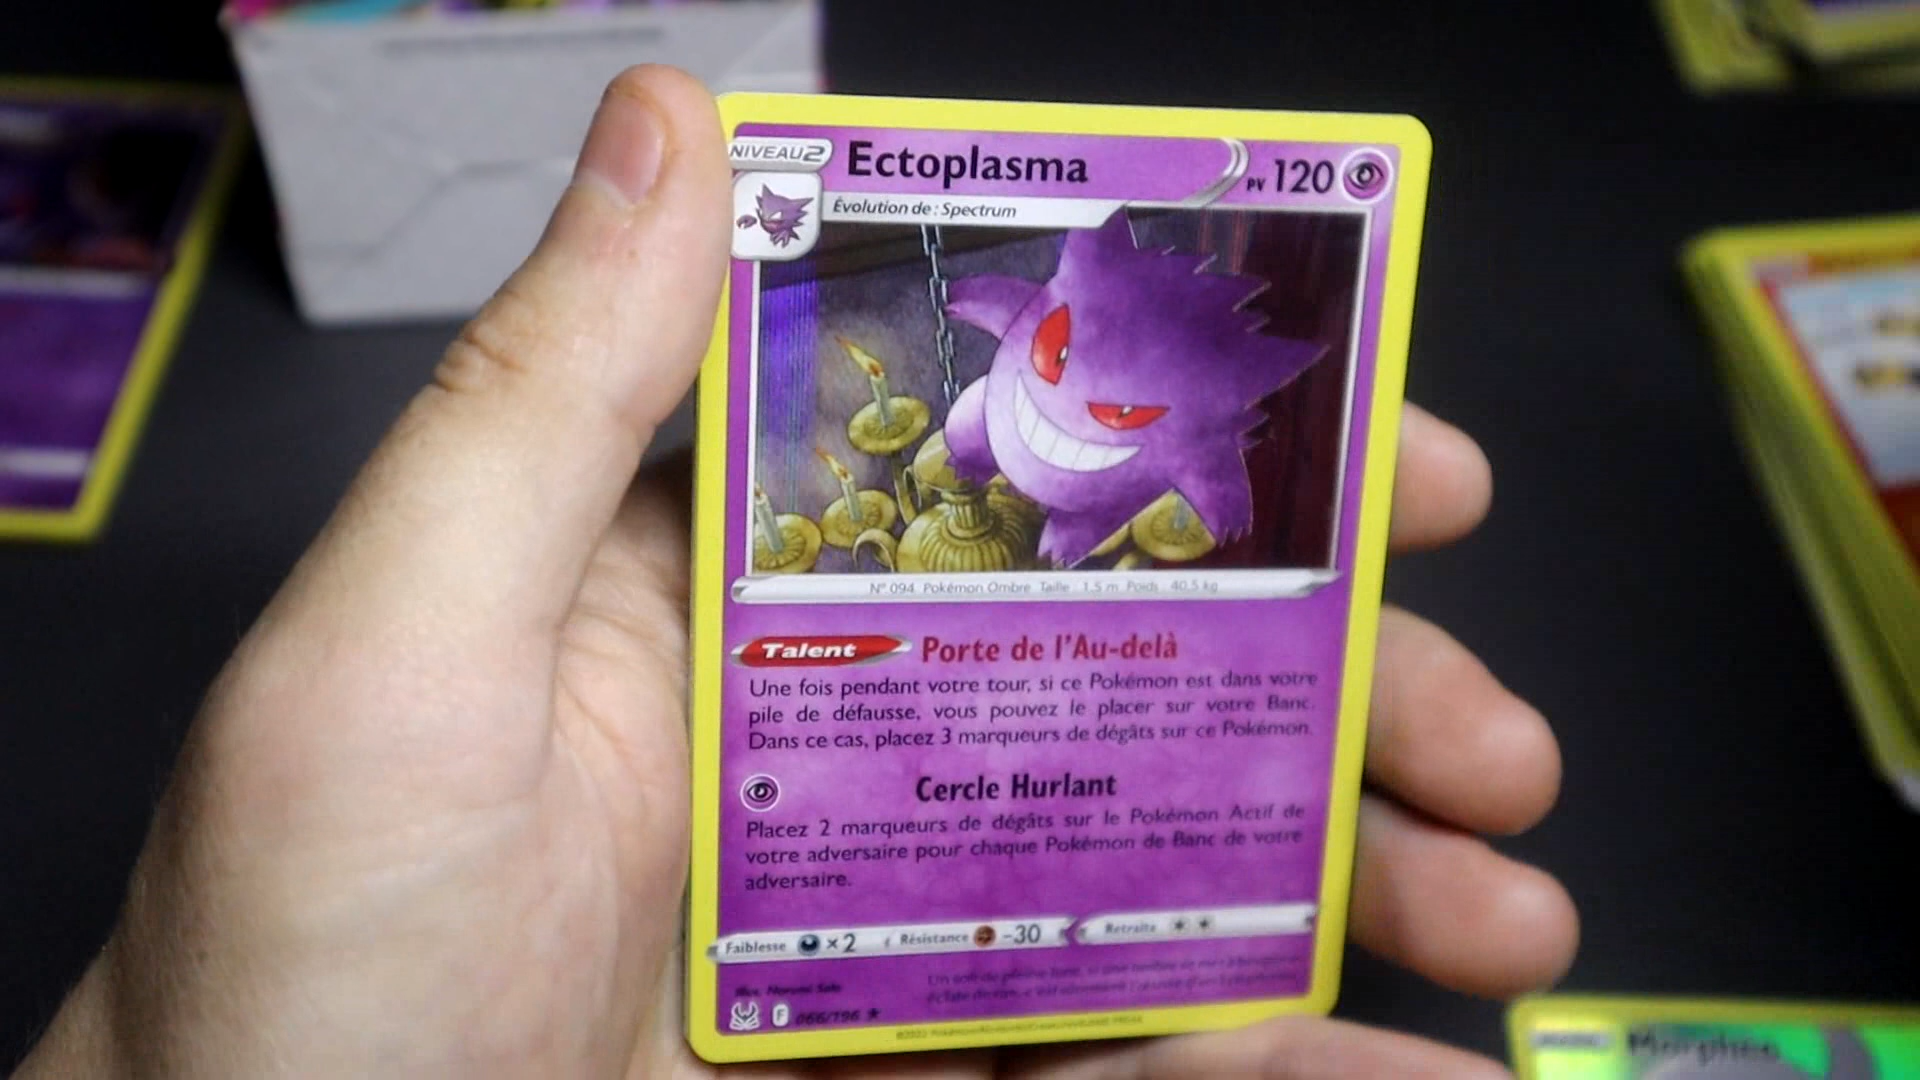 NIVEAU2
Ectoplasma
PV 120
Évolution de : Spectrum
N° 094 Pokémon Ombre Taille : 1,5 m Poids : 40,5 kg
Talent Porte de l'Au-delà
Une fois pendant votre tour, si ce Pokémon est dans votre
pile de défausse, vous pouvez le placer sur votre Banc.
Dans ce cas, placez 3 marqueurs de dégâts sur ce Pokémon.
Cercle Hurlant
Placez 2 marqueurs de dégâts sur le Pokémon Actif de
votre adversaire pour chaque Pokémon de Banc de votre
adversaire.
Faiblesse ×2 Résistance -30 Retraite
Illus. Narumi Sato
F 066/196